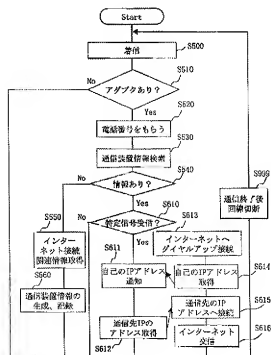 Start
S500
着信
S510
No
アダプタあり?
Yes
S520
電話番号をもらう
S530
通信装置情報検索
S540
No
情報あり?
Yes
S999
通信終了後
回線切断
S550
S610
No
インター
ネット接続
関連情報取得
特定信号受信?
S613
S611
Yes
インターネットへ
ダイヤルアップ接続
S560
通信装置情報の
生成、記録
自己のIPアドレス
通知
S614
自己のIPアドレス
取得
S615
通信先のIP
アドレスへ接続
通信先IPの
アドレス取得
S612
S616
インターネット
交信